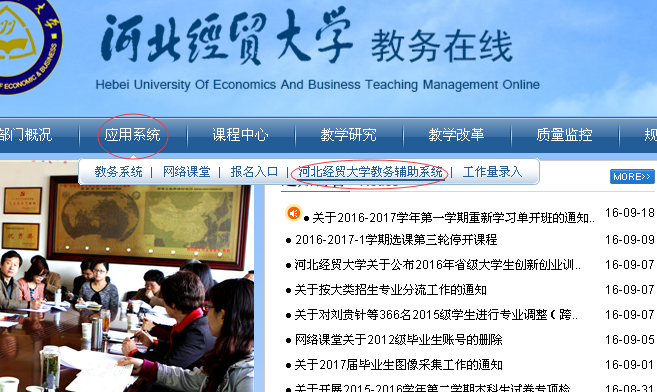 河北經貿大学 教务在线
Hebei University Of Economics And Business Teaching Management Online
OF ECONOMICS AND BUSINESS
部门概况 应用系统 课程中心 教学研究 教学改革 质量监控 规
教务系统 | 网络课堂 | 报名入口 | 河北经贸大学教务辅助系统 | 工作量录入
MORE>>
关于2016-2017学年第一学期重新学习单开班的通知.. 16-09-18
2016-2017-1学期选课第三轮停开课程 16-09-09
河北经贸大学关于公布2016年省级大学生创新创业训.. 16-09-07
关于按大类招生专业分流工作的通知 16-09-07
关于对刘贵针等366名2015级学生进行专业调整（跨.. 16-09-07
网络课堂关于2012级毕业生账号的删除 16-09-05
关于2017届毕业生图像采集工作的通知 16-09-01
关于开展2015-2016学年第二学期本科生试卷专项检.. 16-08-31